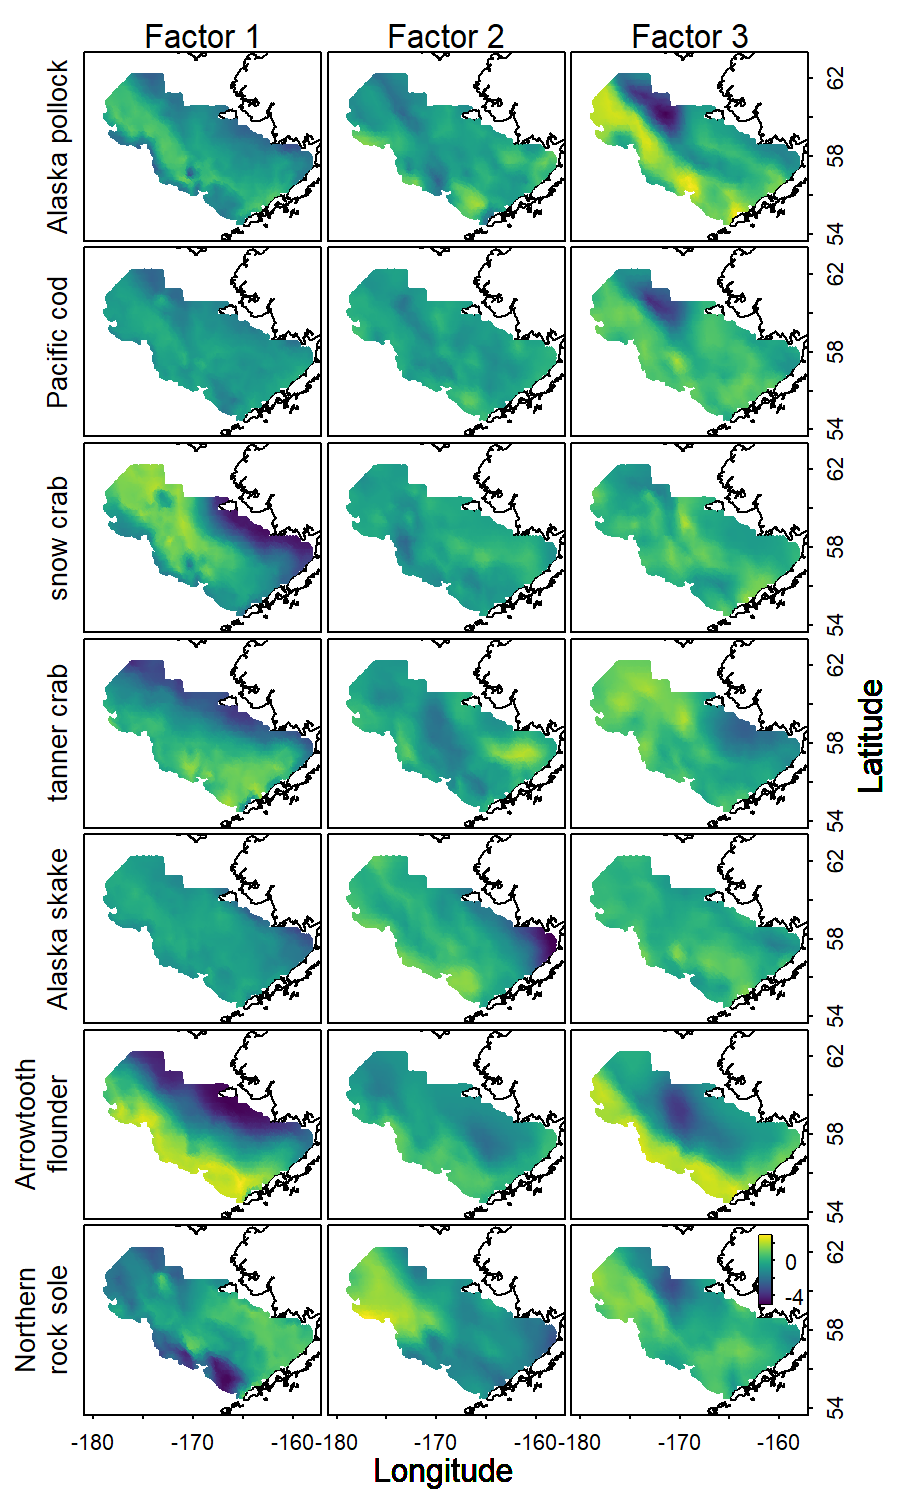 Factor 1 Factor 2 Factor 3
Alaska pollock
62
58
54
Pacific cod
62
58
54
snow crab
62
58
54
tanner crab
62
58
54
Latitude
Alaska skake
62
58
54
Arrowtooth
flounder
62
58
54
Northern
rock sole
0
-4
62
58
54
-180 -170 -160 -180 -170 -160 -180 -170 -160
Longitude